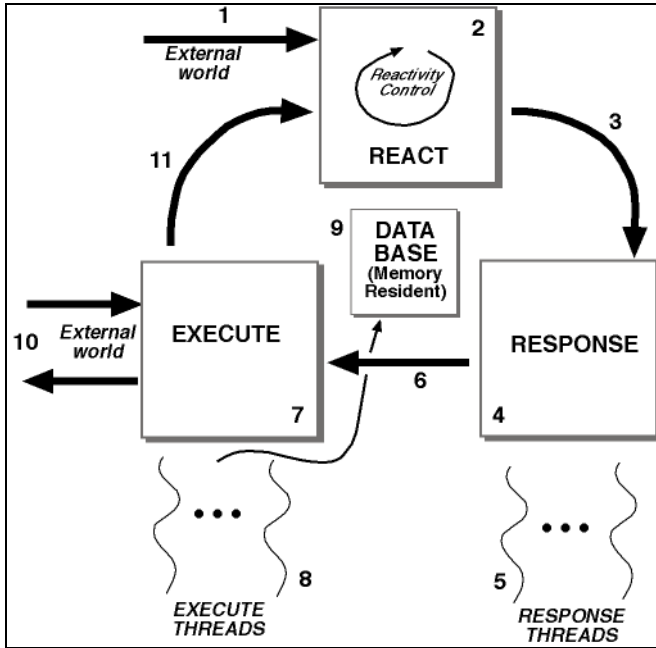 1
External
world
2
Reactivity
Control
REACT
3
11
9
DATA
BASE
(Memory
Resident)
10
External
world
EXECUTE
7
6
RESPONSE
4
8
EXECUTE
THREADS
5
RESPONSE
THREADS